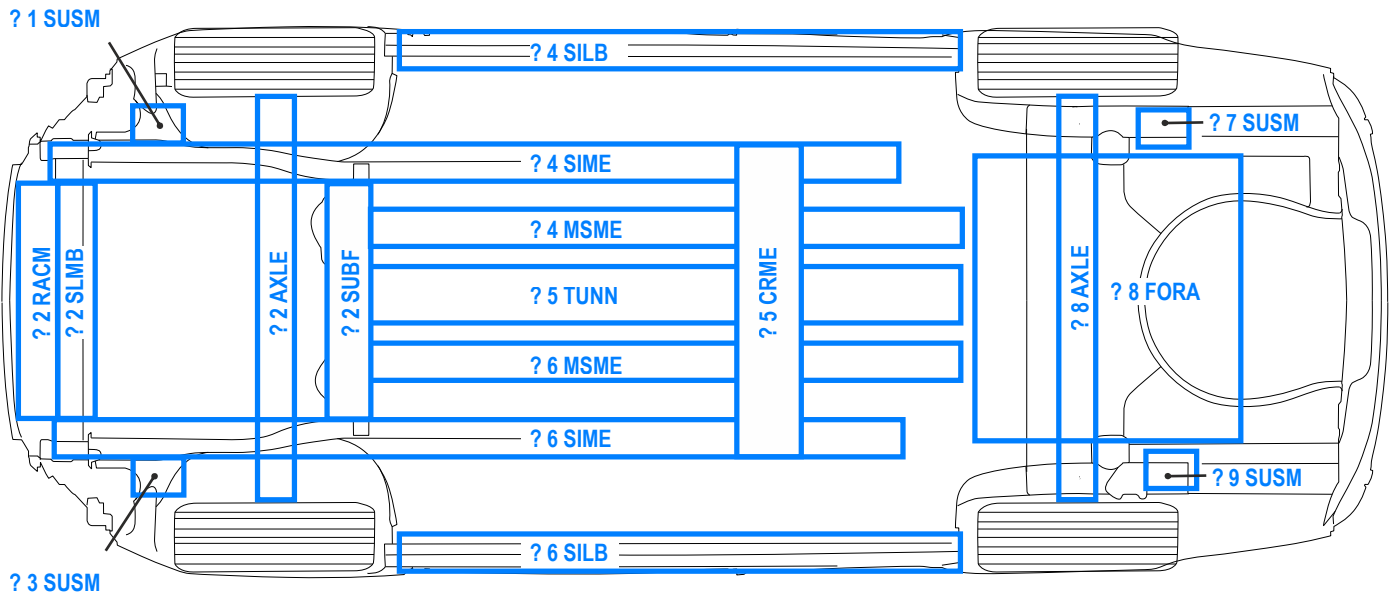 ? 1 SUSM
? 4 SILB
? 7 SUSM
? 4 SIME
? 4 MSME
? 2 RACM
? 2 SLMB
? 2 AXLE
? 2 SUBF
? 5 TUNN
? 5 CRME
? 8 AXLE
? 8 FORA
? 6 MSME
? 6 SIME
? 9 SUSM
? 6 SILB
? 3 SUSM